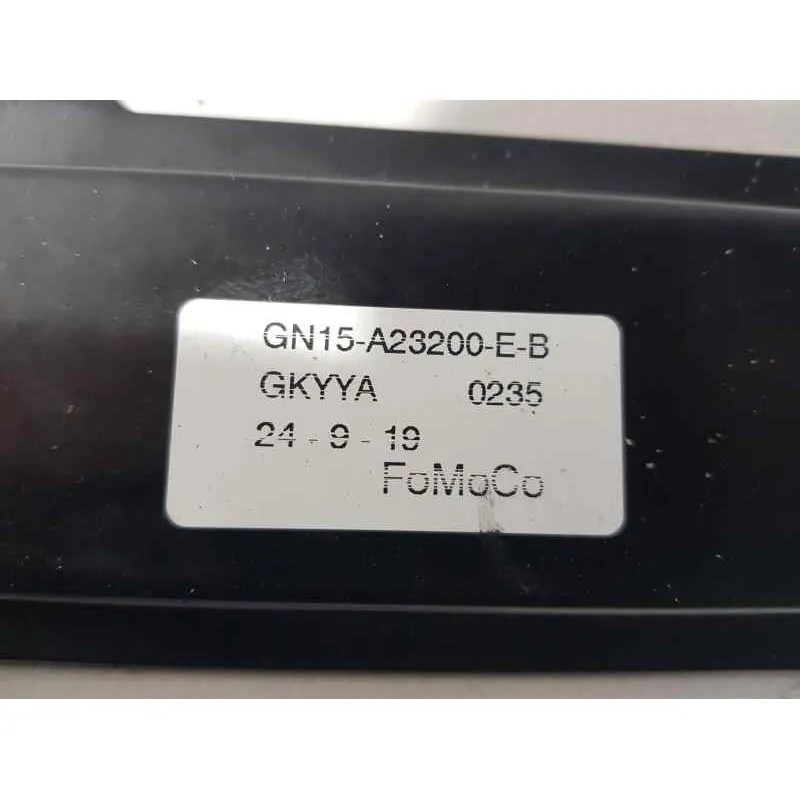 GN15-A23200-E-B
GKYYA 0235
24 - 9 - 19
FoMoCo